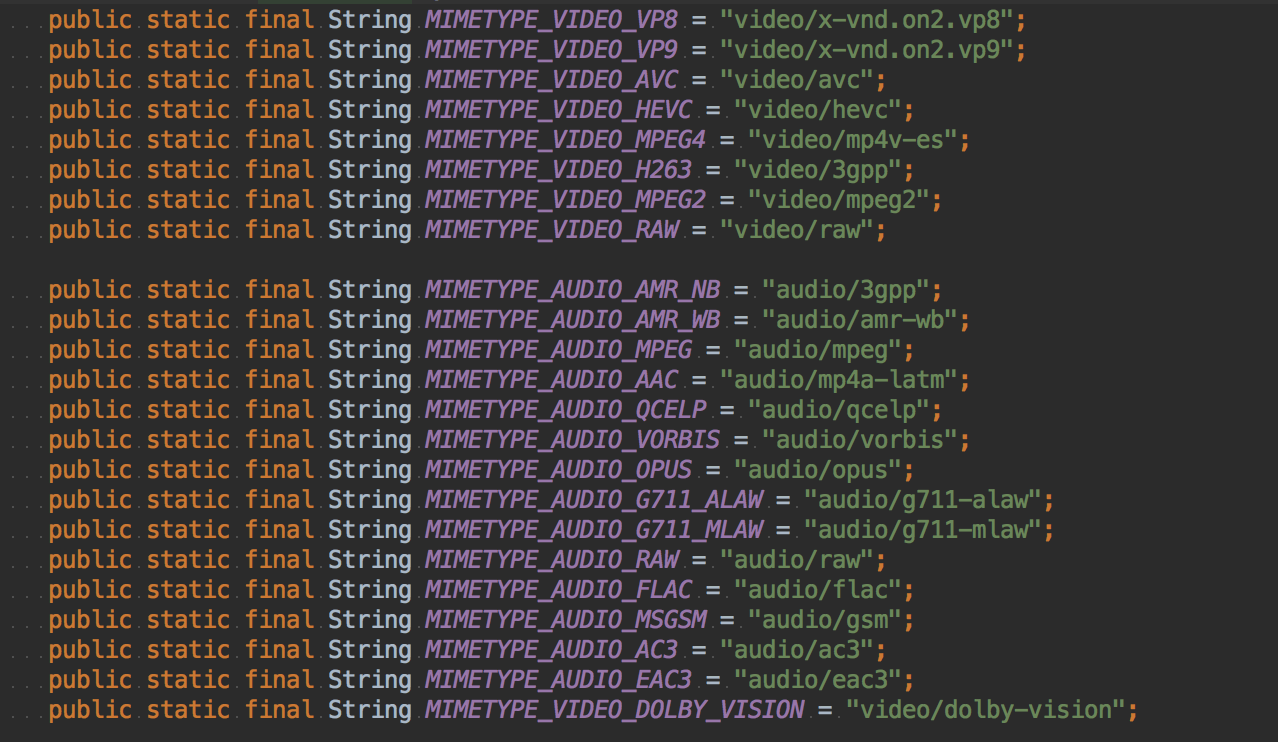 public static final String MIMETYPE_VIDEO_VP8 = "video/x-vnd.on2.vp8";
public static final String MIMETYPE_VIDEO_VP9 = "video/x-vnd.on2.vp9";
public static final String MIMETYPE_VIDEO_AVC = "video/avc";
public static final String MIMETYPE_VIDEO_HEVC = "video/hevc";
public static final String MIMETYPE_VIDEO_MPEG4 = "video/mp4v-es";
public static final String MIMETYPE_VIDEO_H263 = "video/3gpp";
public static final String MIMETYPE_VIDEO_MPEG2 = "video/mpeg2";
public static final String MIMETYPE_VIDEO_RAW = "video/raw";

public static final String MIMETYPE_AUDIO_AMR_NB = "audio/3gpp";
public static final String MIMETYPE_AUDIO_AMR_WB = "audio/amr-wb";
public static final String MIMETYPE_AUDIO_MPEG = "audio/mpeg";
public static final String MIMETYPE_AUDIO_AAC = "audio/mp4a-latm";
public static final String MIMETYPE_AUDIO_QCELP = "audio/qcelp";
public static final String MIMETYPE_AUDIO_VORBIS = "audio/vorbis";
public static final String MIMETYPE_AUDIO_OPUS = "audio/opus";
public static final String MIMETYPE_AUDIO_G711_ALAW = "audio/g711-alaw";
public static final String MIMETYPE_AUDIO_G711_MLAW = "audio/g711-mlaw";
public static final String MIMETYPE_AUDIO_RAW = "audio/raw";
public static final String MIMETYPE_AUDIO_FLAC = "audio/flac";
public static final String MIMETYPE_AUDIO_MSGSM = "audio/gsm";
public static final String MIMETYPE_AUDIO_AC3 = "audio/ac3";
public static final String MIMETYPE_AUDIO_EAC3 = "audio/eac3";
public static final String MIMETYPE_VIDEO_DOLBY_VISION = "video/dolby-vision";